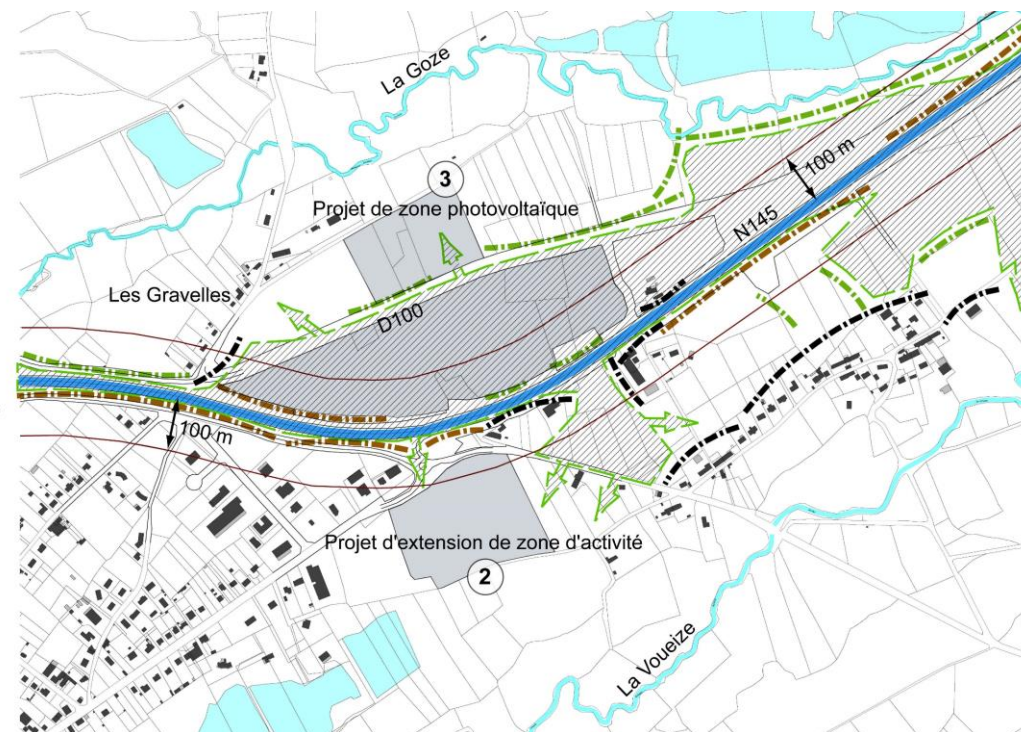 La Goze
3
Projet de zone photovoltaïque
100 m
N145
Les Gravelles
D100
100 m
Projet d'extension de zone d'activité
2
La Voueize